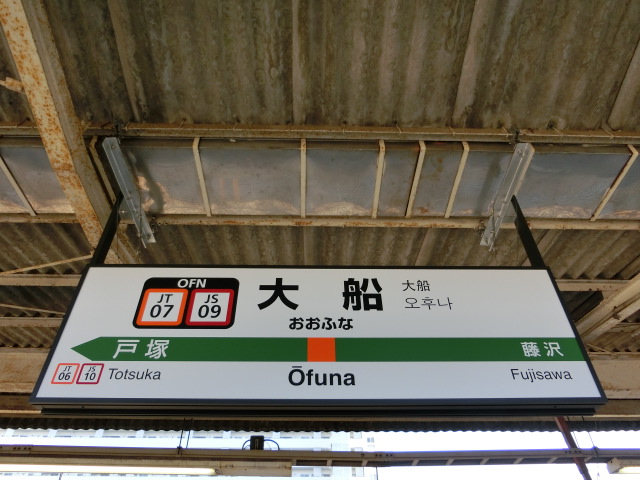 OFN
JT 07 JS 09
大船
大船
오후나
おおふな
戸塚 藤沢
JT 06 JS 10 Totsuka Ōfuna Fujisawa